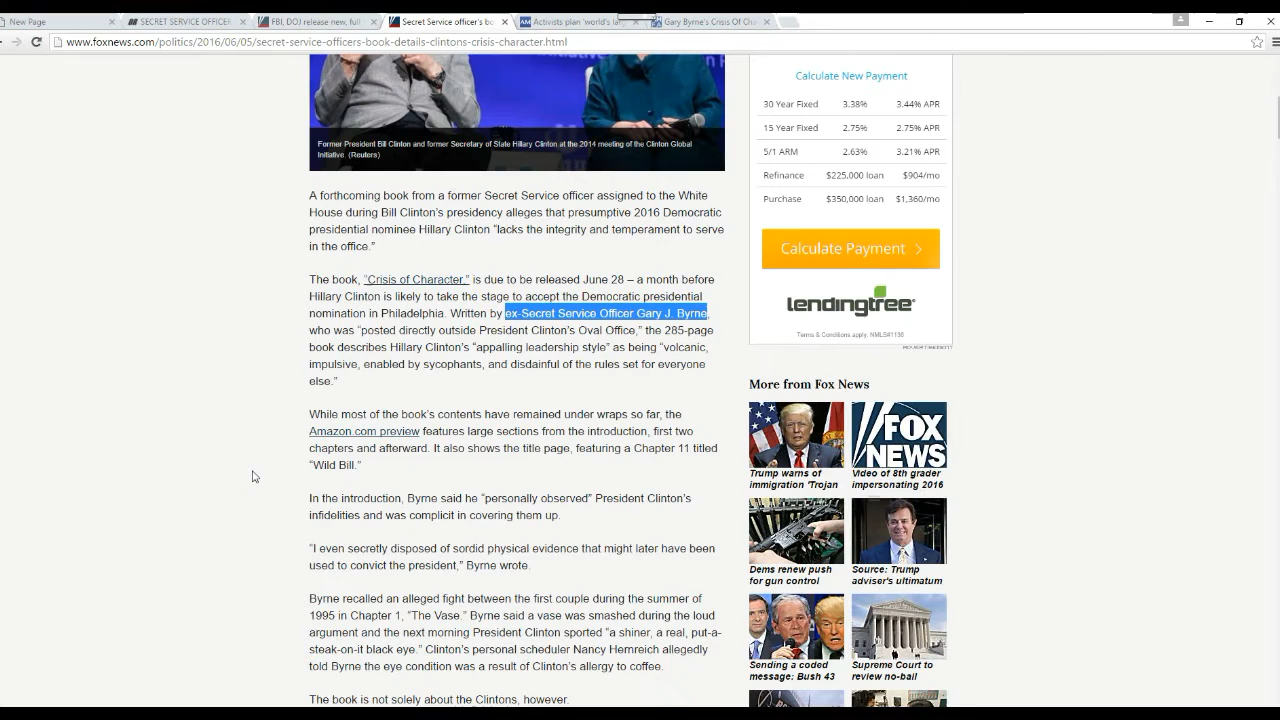 New Page
SECRET SERVICE OFFICER
FBI, DOJ release new, full
Secret Service officer's bo
Activists plan 'world's lar
Gary Byrne's Crisis Of Char
www.foxnews.com/politics/2016/06/05/secret-service-officers-book-details-clintons-crisis-character.html
Former President Bill Clinton and former Secretary of State Hillary Clinton at the 2014 meeting of the Clinton Global
Initiative. (Reuters)
A forthcoming book from a former Secret Service officer assigned to the White
House during Bill Clinton's presidency alleges that presumptive 2016 Democratic
presidential nominee Hillary Clinton “lacks the integrity and temperament to serve
in the office.”
The book, “Crisis of Character,” is due to be released June 28 – a month before
Hillary Clinton is likely to take the stage to accept the Democratic presidential
nomination in Philadelphia. Written by ex-Secret Service Officer Gary J. Byrne,
who was “posted directly outside President Clinton's Oval Office,” the 285-page
book describes Hillary Clinton's “appalling leadership style” as being “volcanic,
impulsive, enabled by sycophants, and disdainful of the rules set for everyone
else.”
While most of the book's contents have remained under wraps so far, the
Amazon.com preview features large sections from the introduction, first two
chapters and afterward. It also shows the title page, featuring a Chapter 11 titled
“Wild Bill.”
In the introduction, Byrne said he “personally observed” President Clinton's
infidelities and was complicit in covering them up.
“I even secretly disposed of sordid physical evidence that might later have been
used to convict the president,” Byrne wrote.
Byrne recalled an alleged fight between the first couple during the summer of
1995 in Chapter 1, “The Vase.” Byrne said a vase was smashed during the loud
argument and the next morning President Clinton sported “a shiner, a real, put-a-
steak-on-it black eye.” Clinton's personal scheduler Nancy Hernreich allegedly
told Byrne the eye condition was a result of Clinton's allergy to coffee.
The book is not solely about the Clintons, however.
Calculate New Payment
30 Year Fixed 3.38% 3.44% APR
15 Year Fixed 2.75% 2.75% APR
5/1 ARM 2.63% 3.21% APR
Refinance $225,000 loan $904/mo
Purchase $350,000 loan $1,360/mo
Calculate Payment
lendingtree
Terms & Conditions apply. NMLS#1136
ADVERTISEMENT
More from Fox News
FOX
NEWS
Trump warns of
immigration 'Trojan
Video of 8th grader
impersonating 2016
Dems renew push
for gun control
Source: Trump
adviser's ultimatum
Sending a coded
message: Bush 43
Supreme Court to
review no-bail